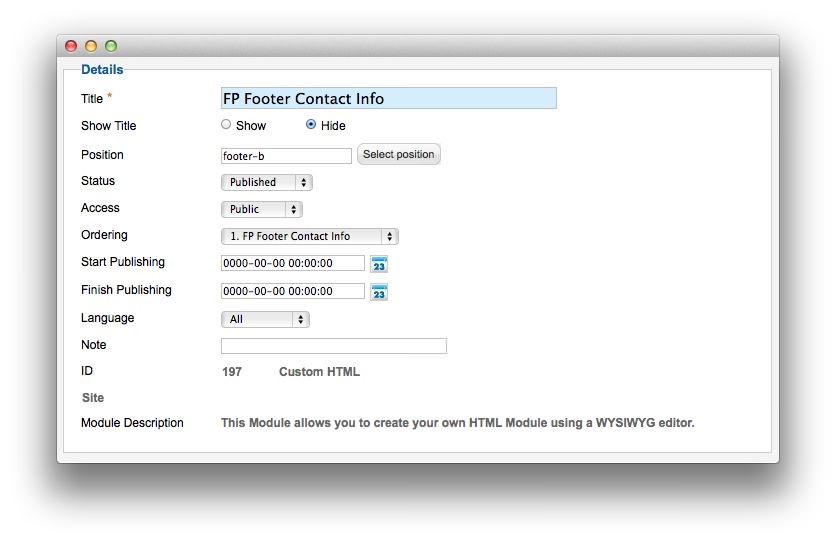 Details
Title * FP Footer Contact Info
Show Title Show Hide
Position footer-b Select position
Status Published
Access Public
Ordering 1. FP Footer Contact Info
Start Publishing 0000-00-00 00:00:00 23
Finish Publishing 0000-00-00 00:00:00 23
Language All
Note
ID 197 Custom HTML
Site
Module Description This Module allows you to create your own HTML Module using a WYSIWYG editor.